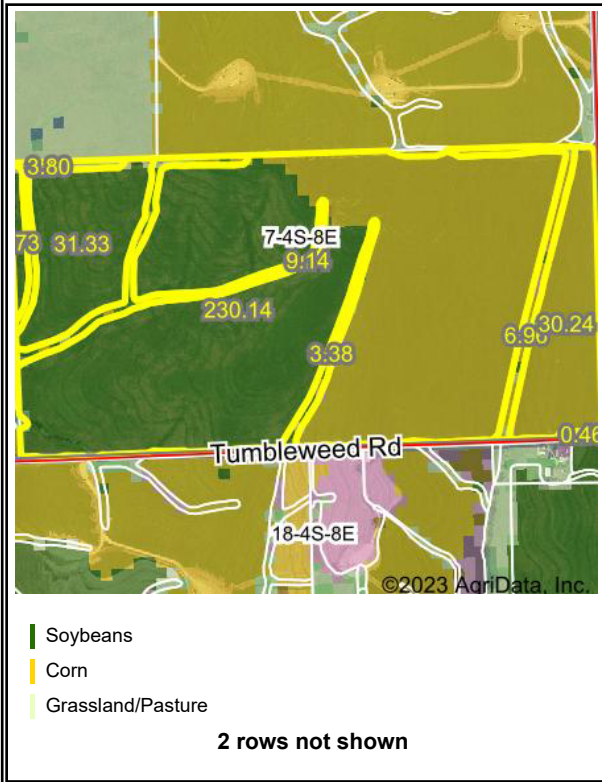 3.80
7-4S-8E
73 31.33
9.14
230.14
6.96
30.24
3.38
0.46
Tumbleweed Rd
18-4S-8E
©2023 AgriData, Inc.
Soybeans
Corn
Grassland/Pasture
2 rows not shown